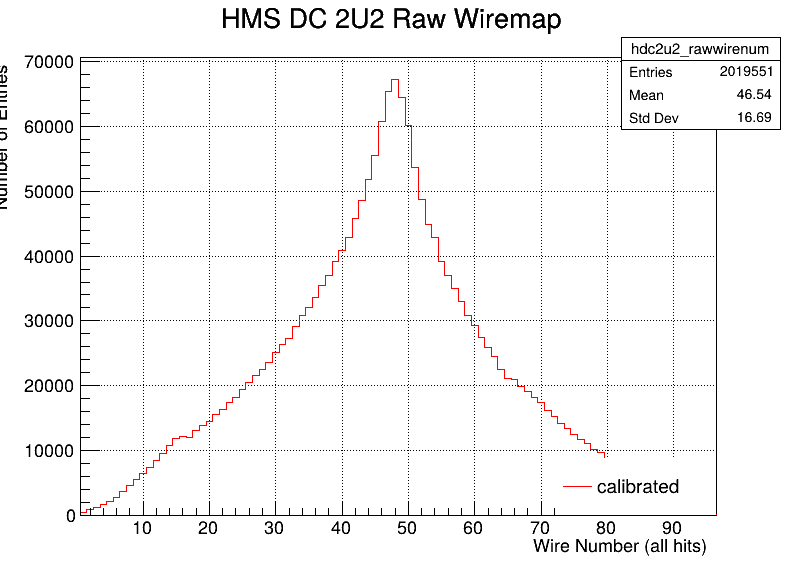 HMS DC 2U2 Raw Wiremap
hdc2u2_rawwirenum
Entries 2019551
Mean 46.54
Std Dev 16.69
Number of Entries
70000
60000
50000
40000
30000
20000
10000
0
calibrated
10 20 30 40 50 60 70 80 90
Wire Number (all hits)